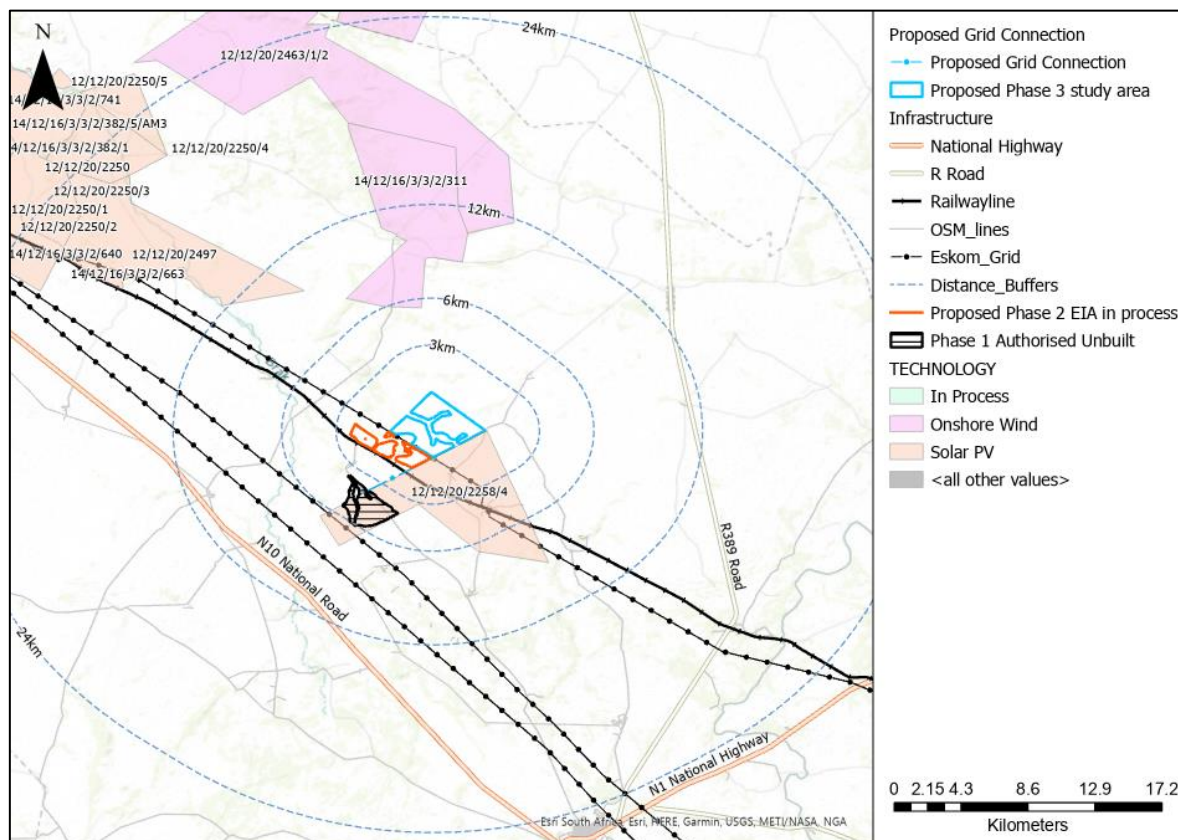 N
24km
12/12/20/2463/1/2
12/12/20/2250/5
14/12/16/3/3/2/741
14/12/16/3/3/2/382/5/AM3
4/12/16/3/3/2/382/1
12/12/20/2250/4
12/12/20/2250
12/12/20/2250/3
12/12/20/2250/1
12/12/20/2250/2
14/12/16/3/3/2/640
12/12/20/2497
14/12/16/3/3/2/663
14/12/16/3/3/2/311
12km
6km
3km
12/12/20/2258/4
R389 Road
N10 National Road
24km
N1 National Highway
Esri South Africa, Esri, HERE, Garmin, USGS, METI/NASA, NGA
Proposed Grid Connection
Proposed Grid Connection
Proposed Phase 3 study area
Infrastructure
National Highway
R Road
Railwayline
OSM_lines
Eskom_Grid
Distance_Buffers
Proposed Phase 2 EIA in process
Phase 1 Authorised Unbuilt
TECHNOLOGY
In Process
Onshore Wind
Solar PV
<all other values>
0 2.15 4.3 8.6 12.9 17.2
Kilometers